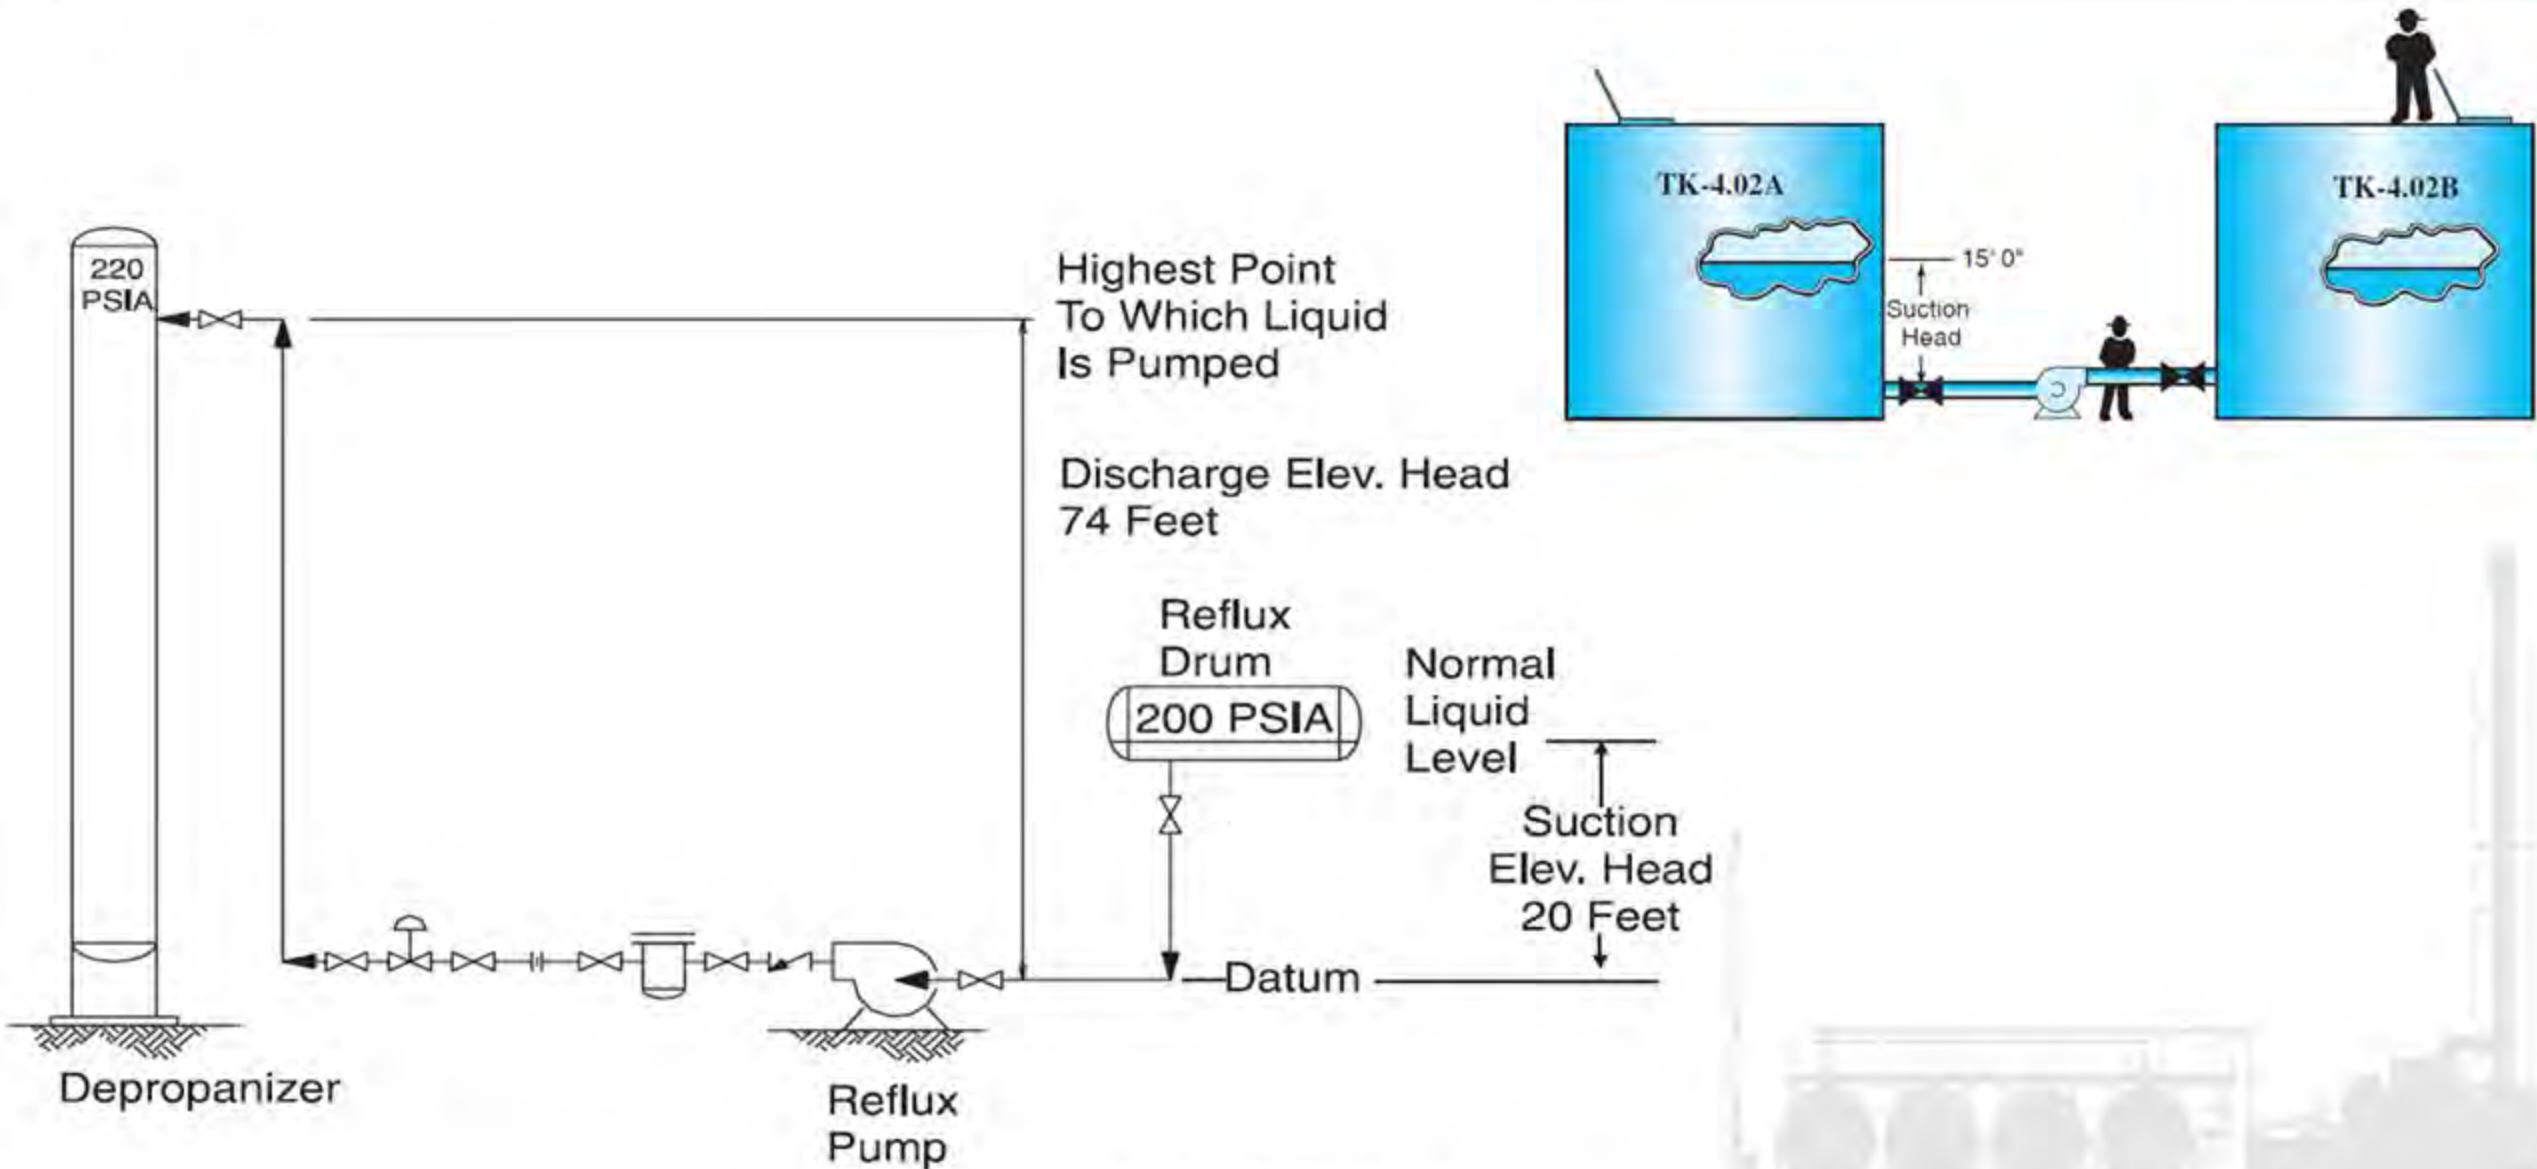 220
PSIA
Highest Point
To Which Liquid
Is Pumped
Discharge Elev. Head
74 Feet
Reflux
Drum
200 PSIA
Normal
Liquid
Level
Suction
Elev. Head
20 Feet
Datum
Depropanizer
Reflux
Pump
TK-4.02A
15' 0"
Suction
Head
TK-4.02B